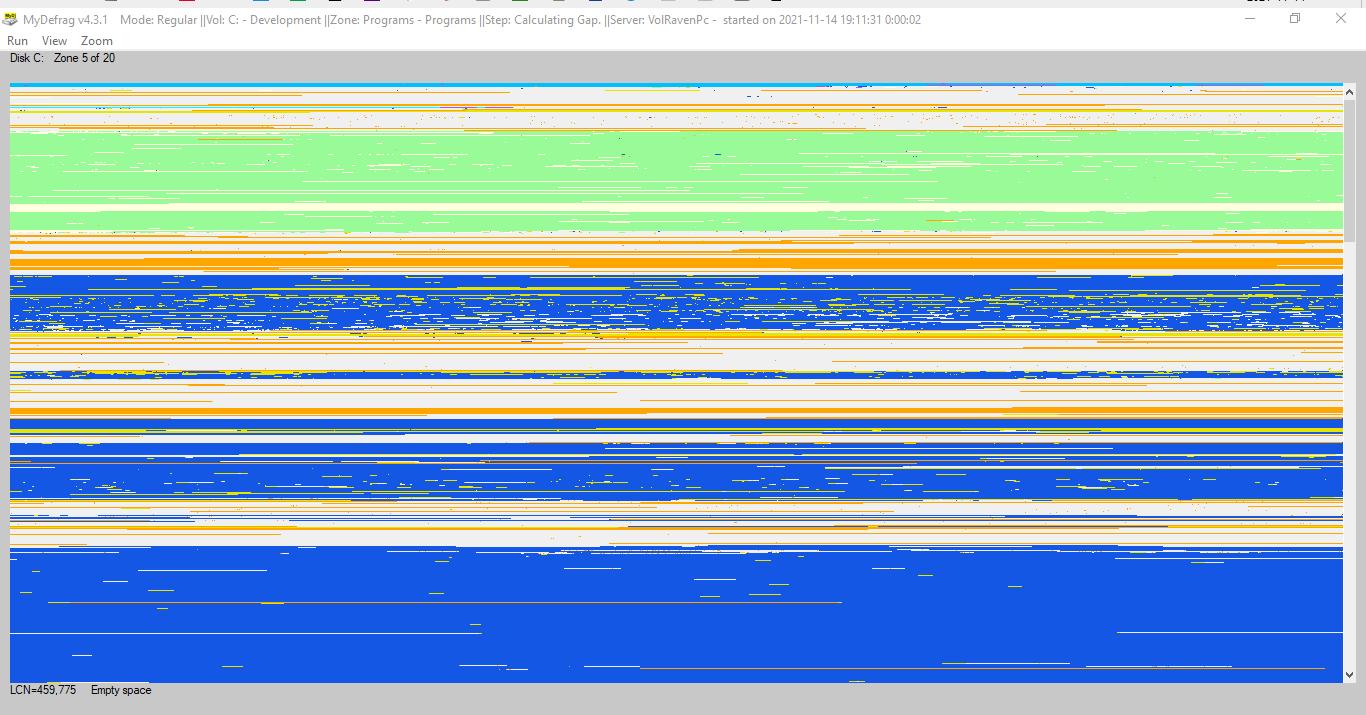 MyDefrag v4.3.1    Mode: Regular ||Vol: C: - Development ||Zone: Programs - Programs ||Step: Calculating Gap. ||Server: VolRavenPc -  started on 2021-11-14 19:11:31 0:00:02
Run View Zoom
Disk C:   Zone 5 of 20
LCN=459,775     Empty space